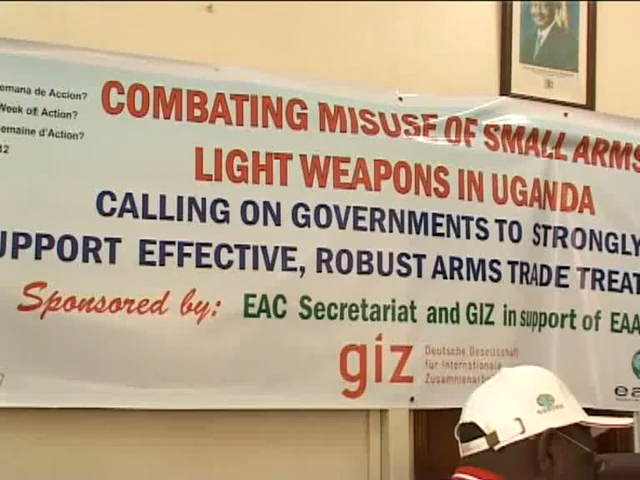 emana de Accion?
Week of Action?
emaine d'Action?
12
COMBATING MISUSE OF SMALL ARMS
LIGHT WEAPONS IN UGANDA
CALLING ON GOVERNMENTS TO STRONGLY
UPPORT EFFECTIVE, ROBUST ARMS TRADE TREAT
Sponsored by: EAC Secretariat and GIZ in support of EAA
giz
Deutsche Gesellschaft
für Internationale
Zusammenar
ea